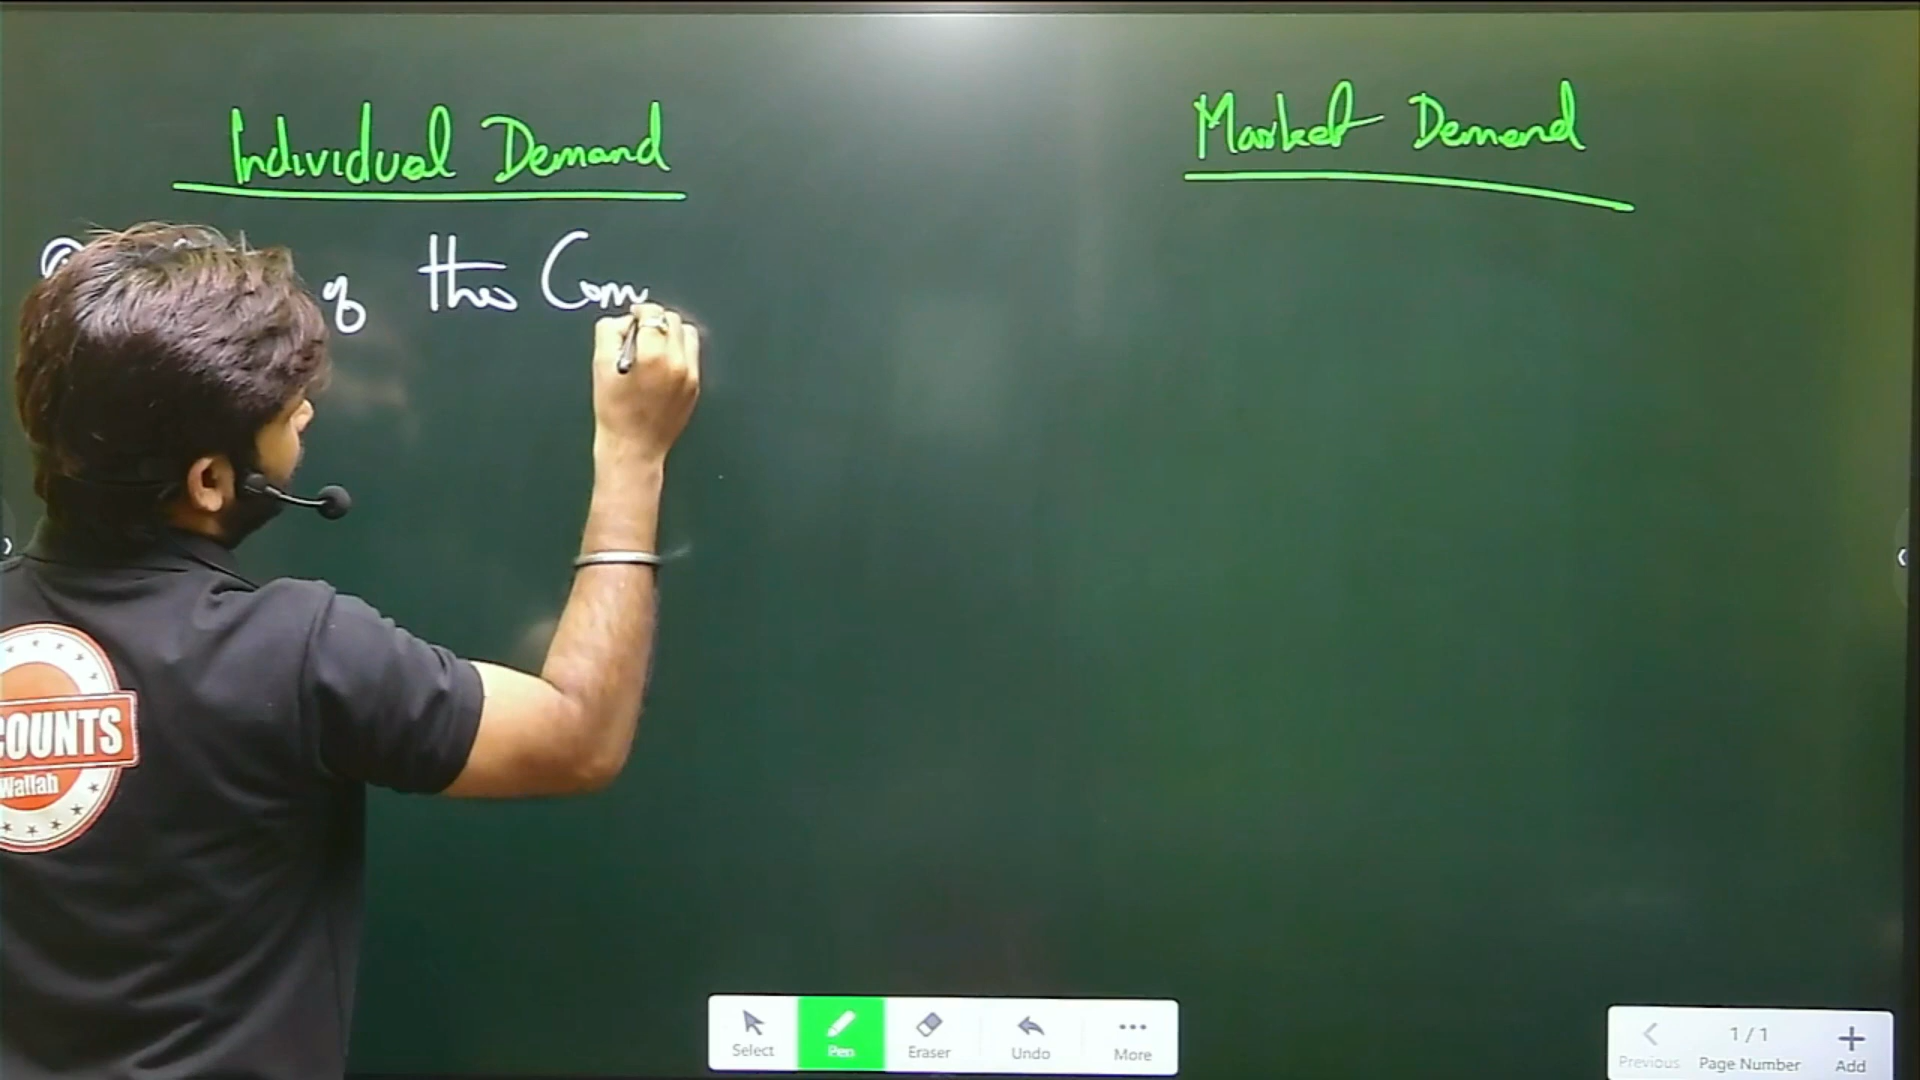 Individual Demand
Market Demand
of this Com
COUNTS
Wallah
Select
Pen
Eraser
Undo
More
1/1
Previous
Page Number
Add